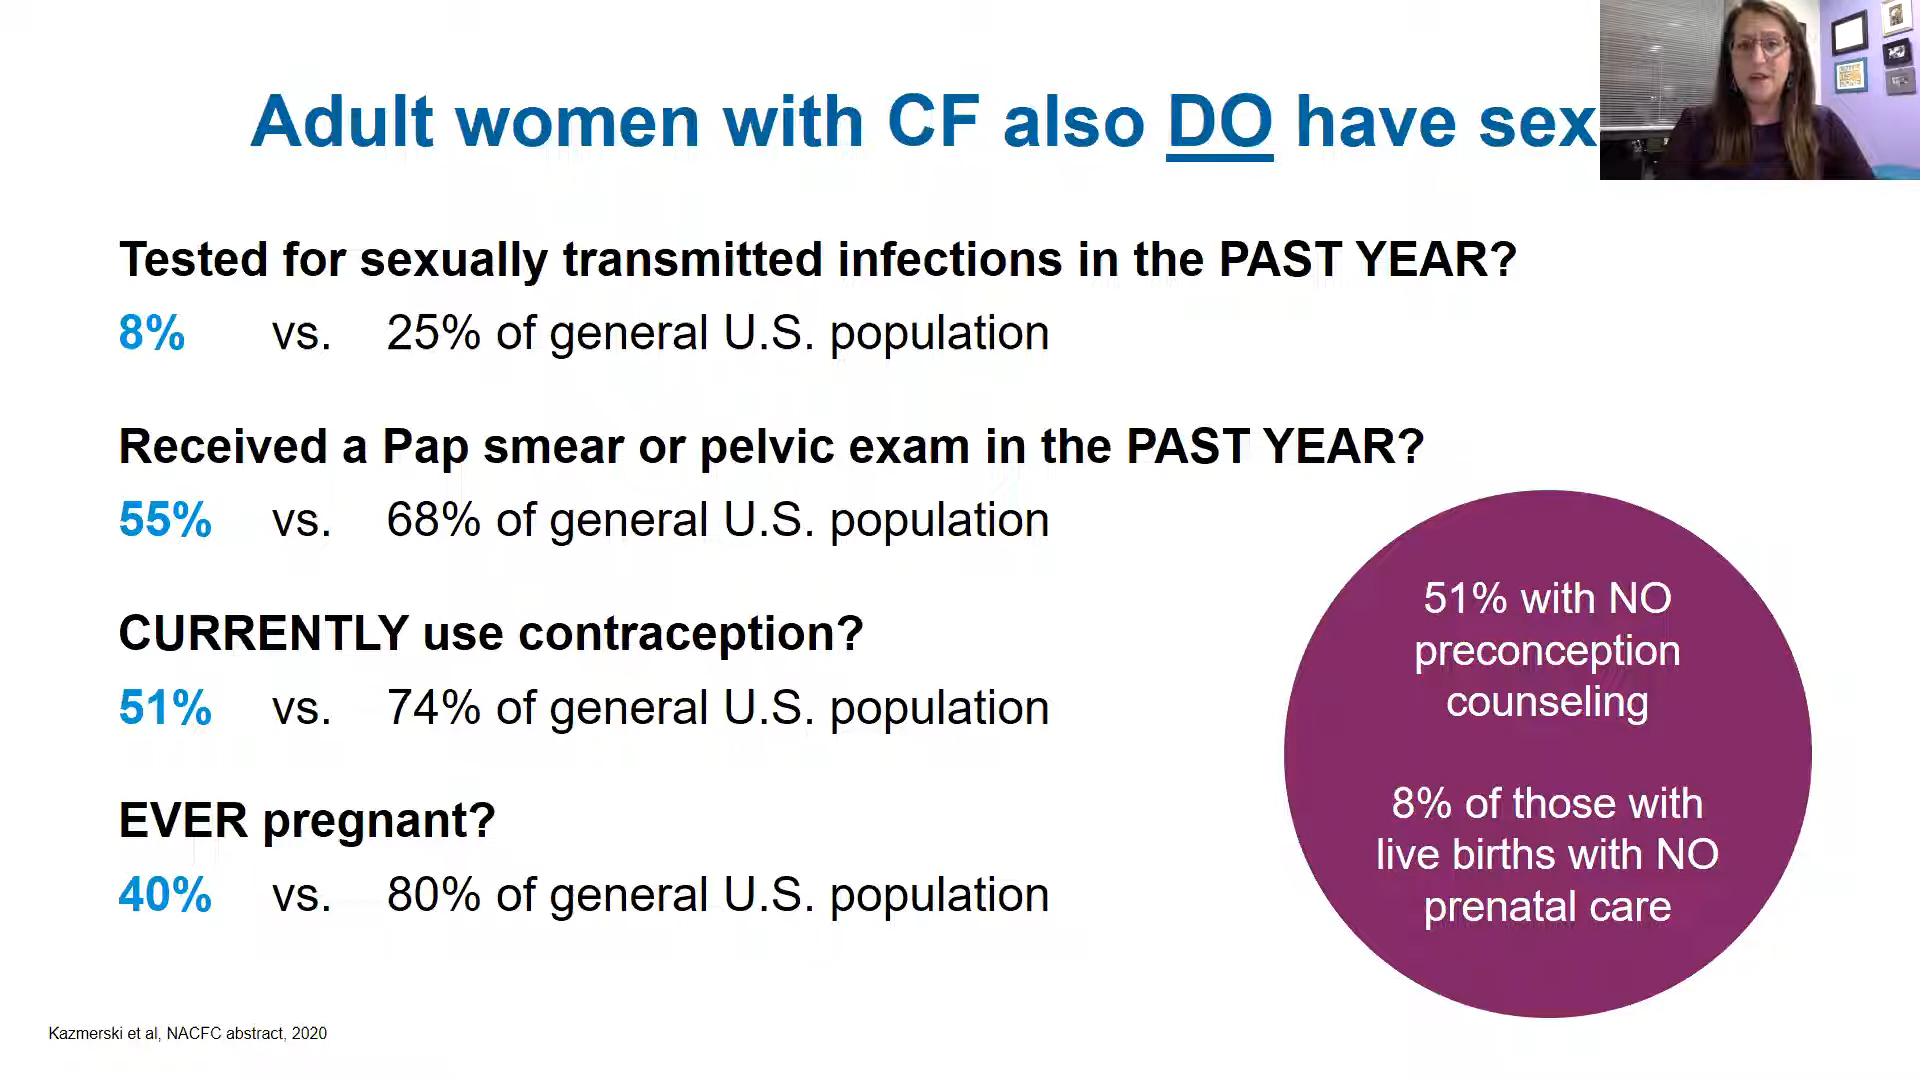 Adult women with CF also DO have sex
Tested for sexually transmitted infections in the PAST YEAR?
8% vs. 25% of general U.S. population
Received a Pap smear or pelvic exam in the PAST YEAR?
55% vs. 68% of general U.S. population
CURRENTLY use contraception?
51% vs. 74% of general U.S. population
EVER pregnant?
40% vs. 80% of general U.S. population
51% with NO
preconception
counseling
8% of those with
live births with NO
prenatal care
Kazmerski et al, NACFC abstract, 2020